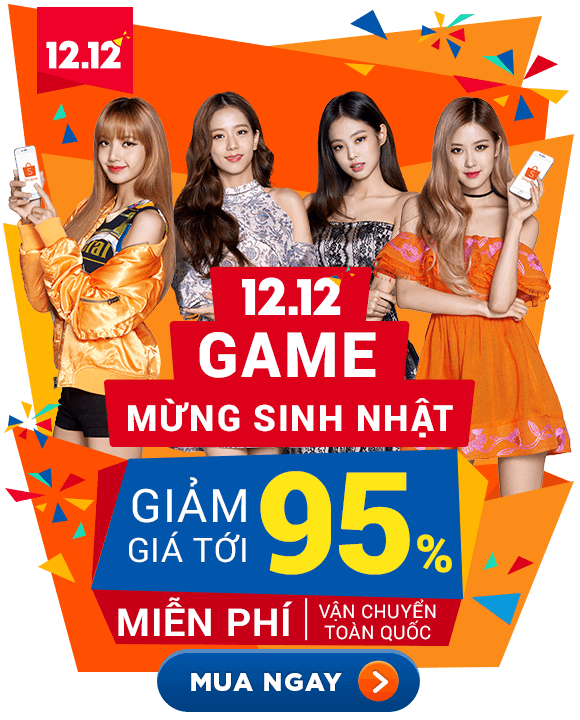 12.12
12.12
GAME
MỪNG SINH NHẬT
GIẢM
GIÁ TỚI
95%
MIỄN PHÍ
VẬN CHUYỂN
TOÀN QUỐC
MUA NGAY